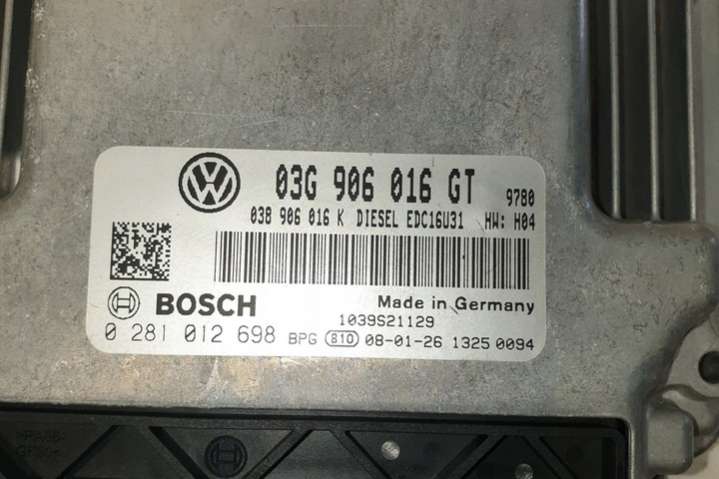 03G 906 016 GT 9780
038 906 016 K DIESEL EDC16U31 HW: H04
BOSCH Made in Germany
1039S21129
0 281 012 698 BPG 810 08-01-26 1325 0094